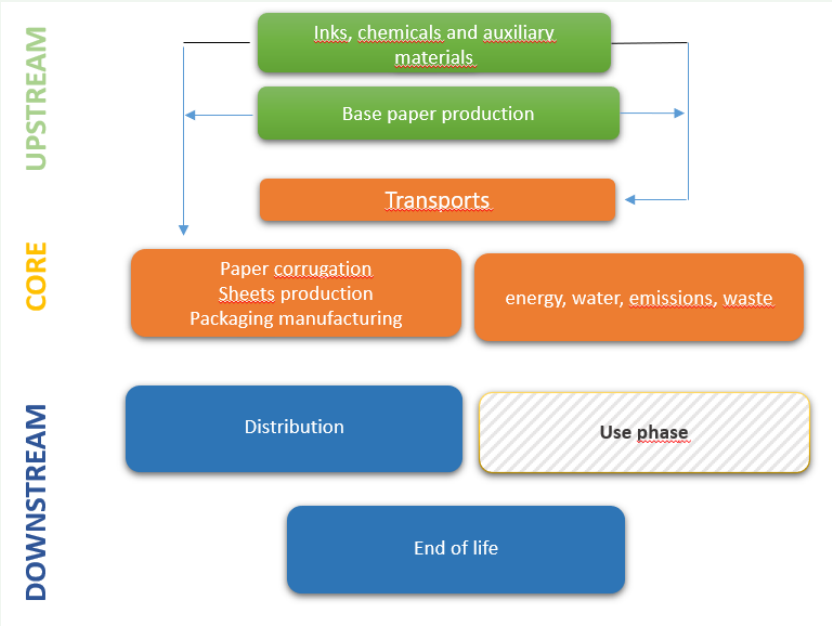 UPSTREAM
Inks, chemicals and auxiliary
materials
Base paper production
Transports
CORE
Paper corrugation
Sheets production
Packaging manufacturing
energy, water, emissions, waste
DOWNSTREAM
Distribution
Use phase
End of life